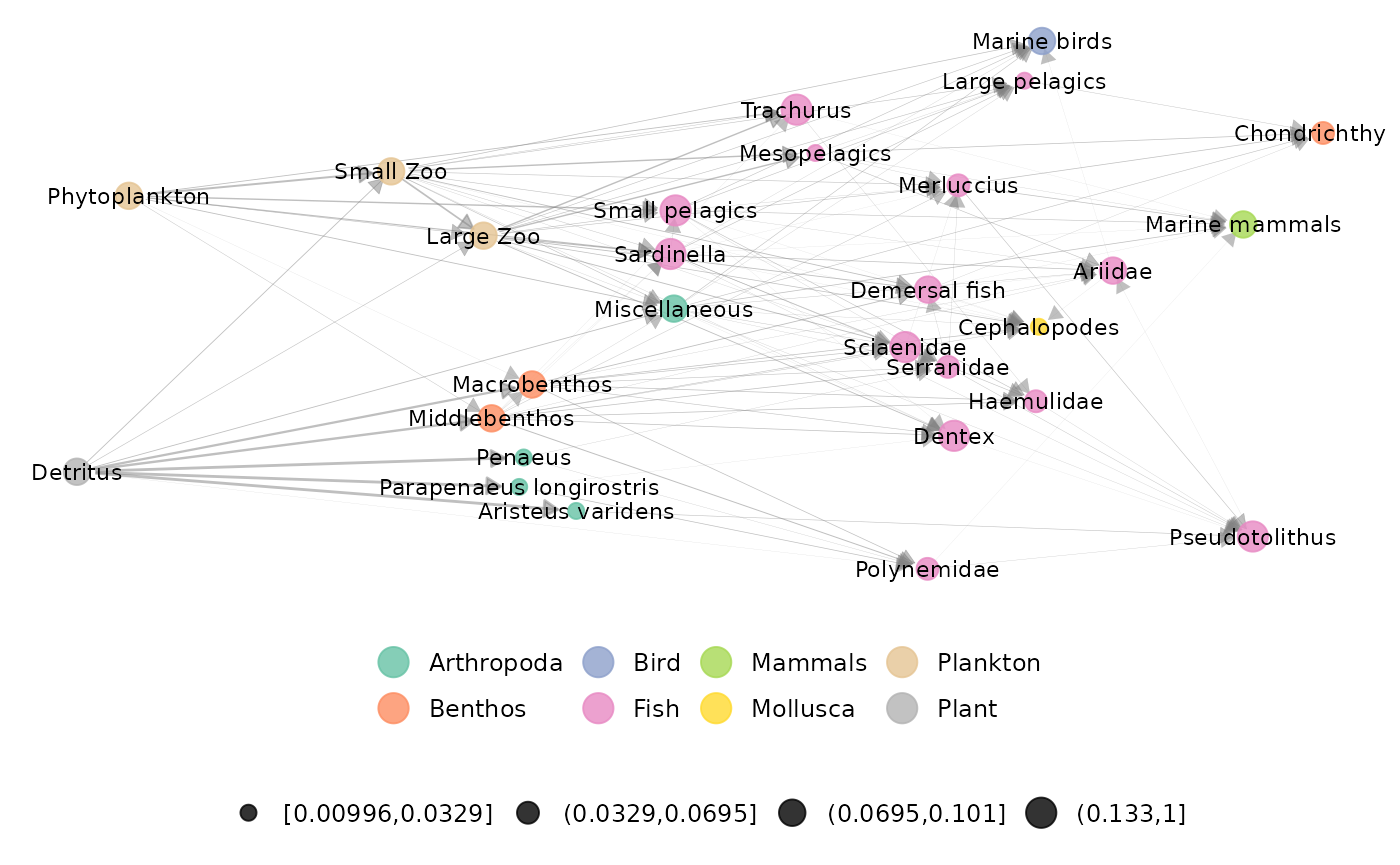 Marine birds
Large pelagics
Trachurus
Chondrichthy
Mesopelagics
Small Zoo
Merluccius
Phytoplankton
Small pelagics
Marine mammals
Large Zoo
Sardinella
Ariidae
Demersal fish
Miscellaneous
Cephalopodes
Sciaenidae
Serranidae
Macrobenthos
Haemulidae
Middlebenthos
Dentex
Penaeus
Detritus
Parapenaeus longirostris
Aristeus varidens
Pseudotolithus
Polynemidae
Arthropoda Bird Mammals Plankton
Benthos Fish Mollusca Plant
[0.00996,0.0329] (0.0329,0.0695] (0.0695,0.101] (0.133,1]